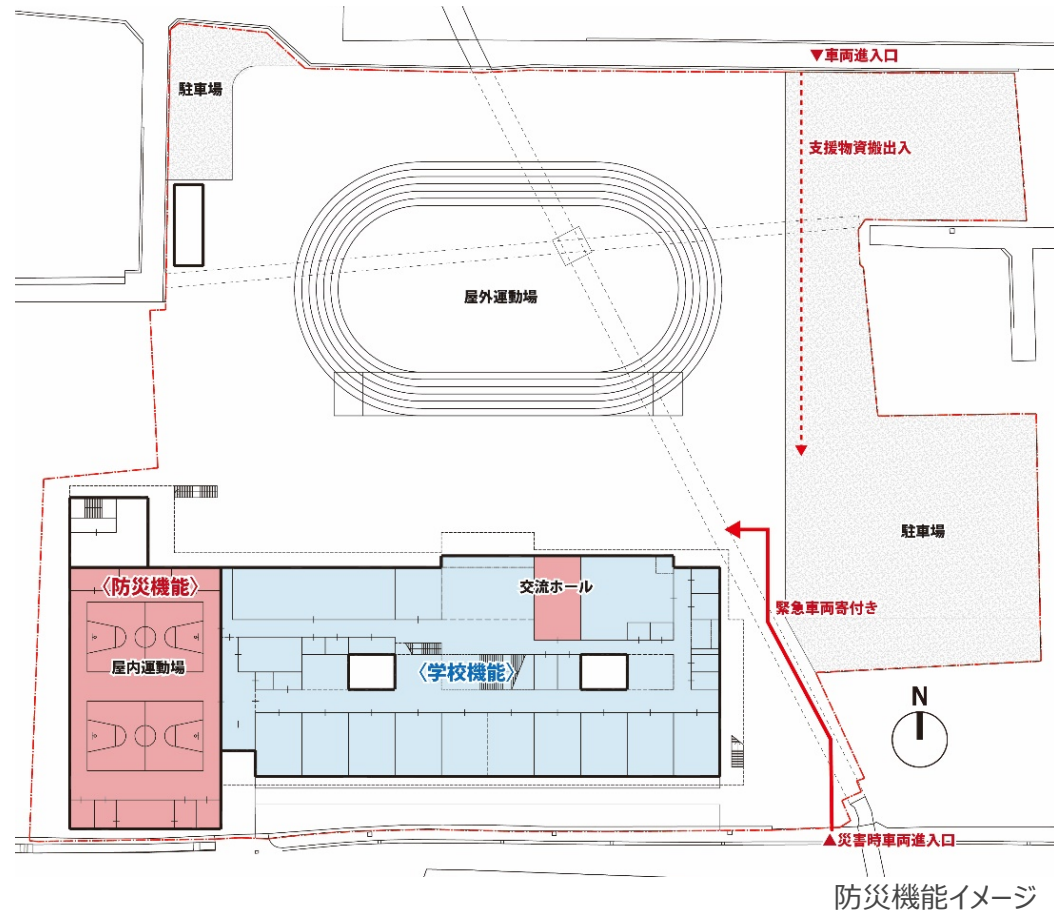 ▼車両進入口
駐車場
支援物資搬出入
屋外運動場
駐車場
〈防災機能〉
交流ホール
緊急車両寄付き
屋内運動場
〈学校機能〉
N
▲災害時車両進入口
防災機能イメージ